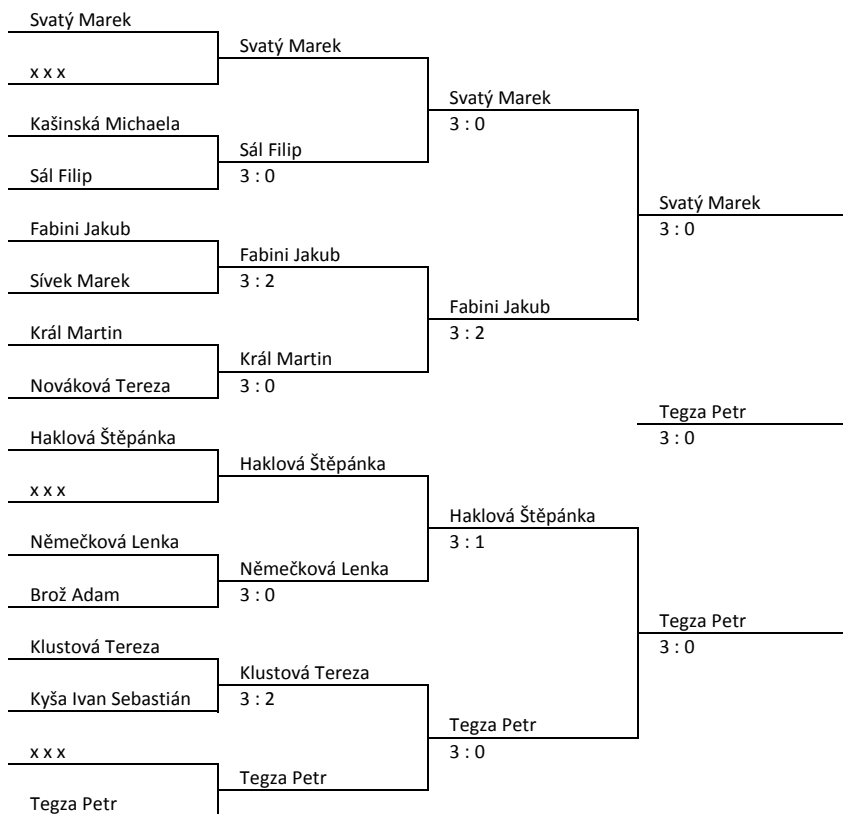 Svatý Marek
Svatý Marek
x x x
Svatý Marek
Kašinská Michaela
3 : 0
Sál Filip
Sál Filip
3 : 0
Svatý Marek
Fabini Jakub
3 : 0
Fabini Jakub
Sívek Marek
3 : 2
Fabini Jakub
Král Martin
3 : 2
Král Martin
Nováková Tereza
3 : 0
Tegza Petr
Haklová Štěpánka
3 : 0
Haklová Štěpánka
x x x
Haklová Štěpánka
Němečková Lenka
3 : 1
Němečková Lenka
Brož Adam
3 : 0
Tegza Petr
Klustová Tereza
3 : 0
Klustová Tereza
Kyša Ivan Sebastián
3 : 2
Tegza Petr
x x x
3 : 0
Tegza Petr
Tegza Petr